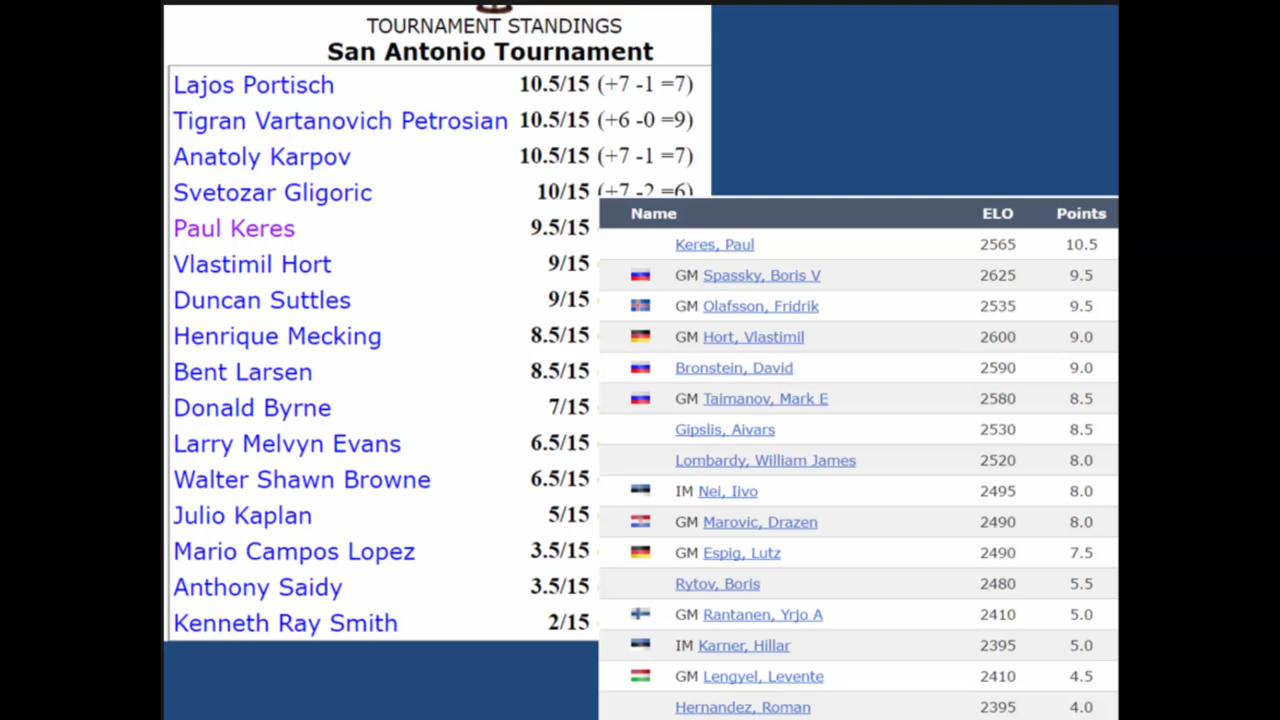 TOURNAMENT STANDINGS
San Antonio Tournament
Lajos Portisch 10.5/15 (+7 -1 =7)
Tigran Vartanovich Petrosian 10.5/15 (+6 -0 =9)
Anatoly Karpov 10.5/15 (+7 -1 =7)
Svetozar Gligoric 10/15 (+7 -2 =6)
Paul Keres 9.5/15
Vlastimil Hort 9/15
Duncan Suttles 9/15
Henrique Mecking 8.5/15
Bent Larsen 8.5/15
Donald Byrne 7/15
Larry Melvyn Evans 6.5/15
Walter Shawn Browne 6.5/15
Julio Kaplan 5/15
Mario Campos Lopez 3.5/15
Anthony Saidy 3.5/15
Kenneth Ray Smith 2/15
Name ELO Points
Keres, Paul 2565 10.5
GM Spassky, Boris V 2625 9.5
GM Olafsson, Fridrik 2535 9.5
GM Hort, Vlastimil 2600 9.0
Bronstein, David 2590 9.0
GM Taimanov, Mark E 2580 8.5
Gipslis, Aivars 2530 8.5
Lombardy, William James 2520 8.0
IM Nei, Iivo 2495 8.0
GM Marovic, Drazen 2490 8.0
GM Espig, Lutz 2490 7.5
Rytov, Boris 2480 5.5
GM Rantanen, Yrjo A 2410 5.0
IM Karner, Hillar 2395 5.0
GM Lengyel, Levente 2410 4.5
Hernandez, Roman 2395 4.0